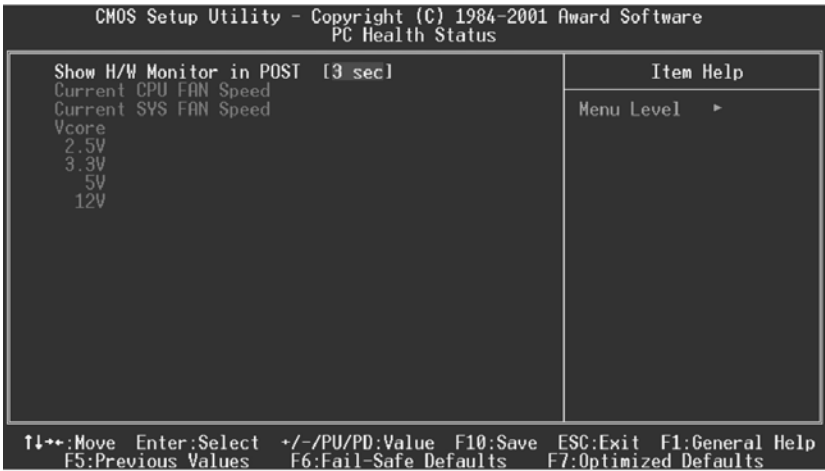 CMOS Setup Utility - Copyright (C) 1984-2001 Award Software
PC Health Status
Show H/W Monitor in POST [3 sec]
Current CPU FAN Speed
Current SYS FAN Speed
Vcore
2.5V
3.3V
5V
12V
Item Help
Menu Level ►
↑↓→←:Move Enter:Select +/-/PU/PD:Value F10:Save ESC:Exit F1:General Help
F5:Previous Values F6:Fail-Safe Defaults F7:Optimized Defaults